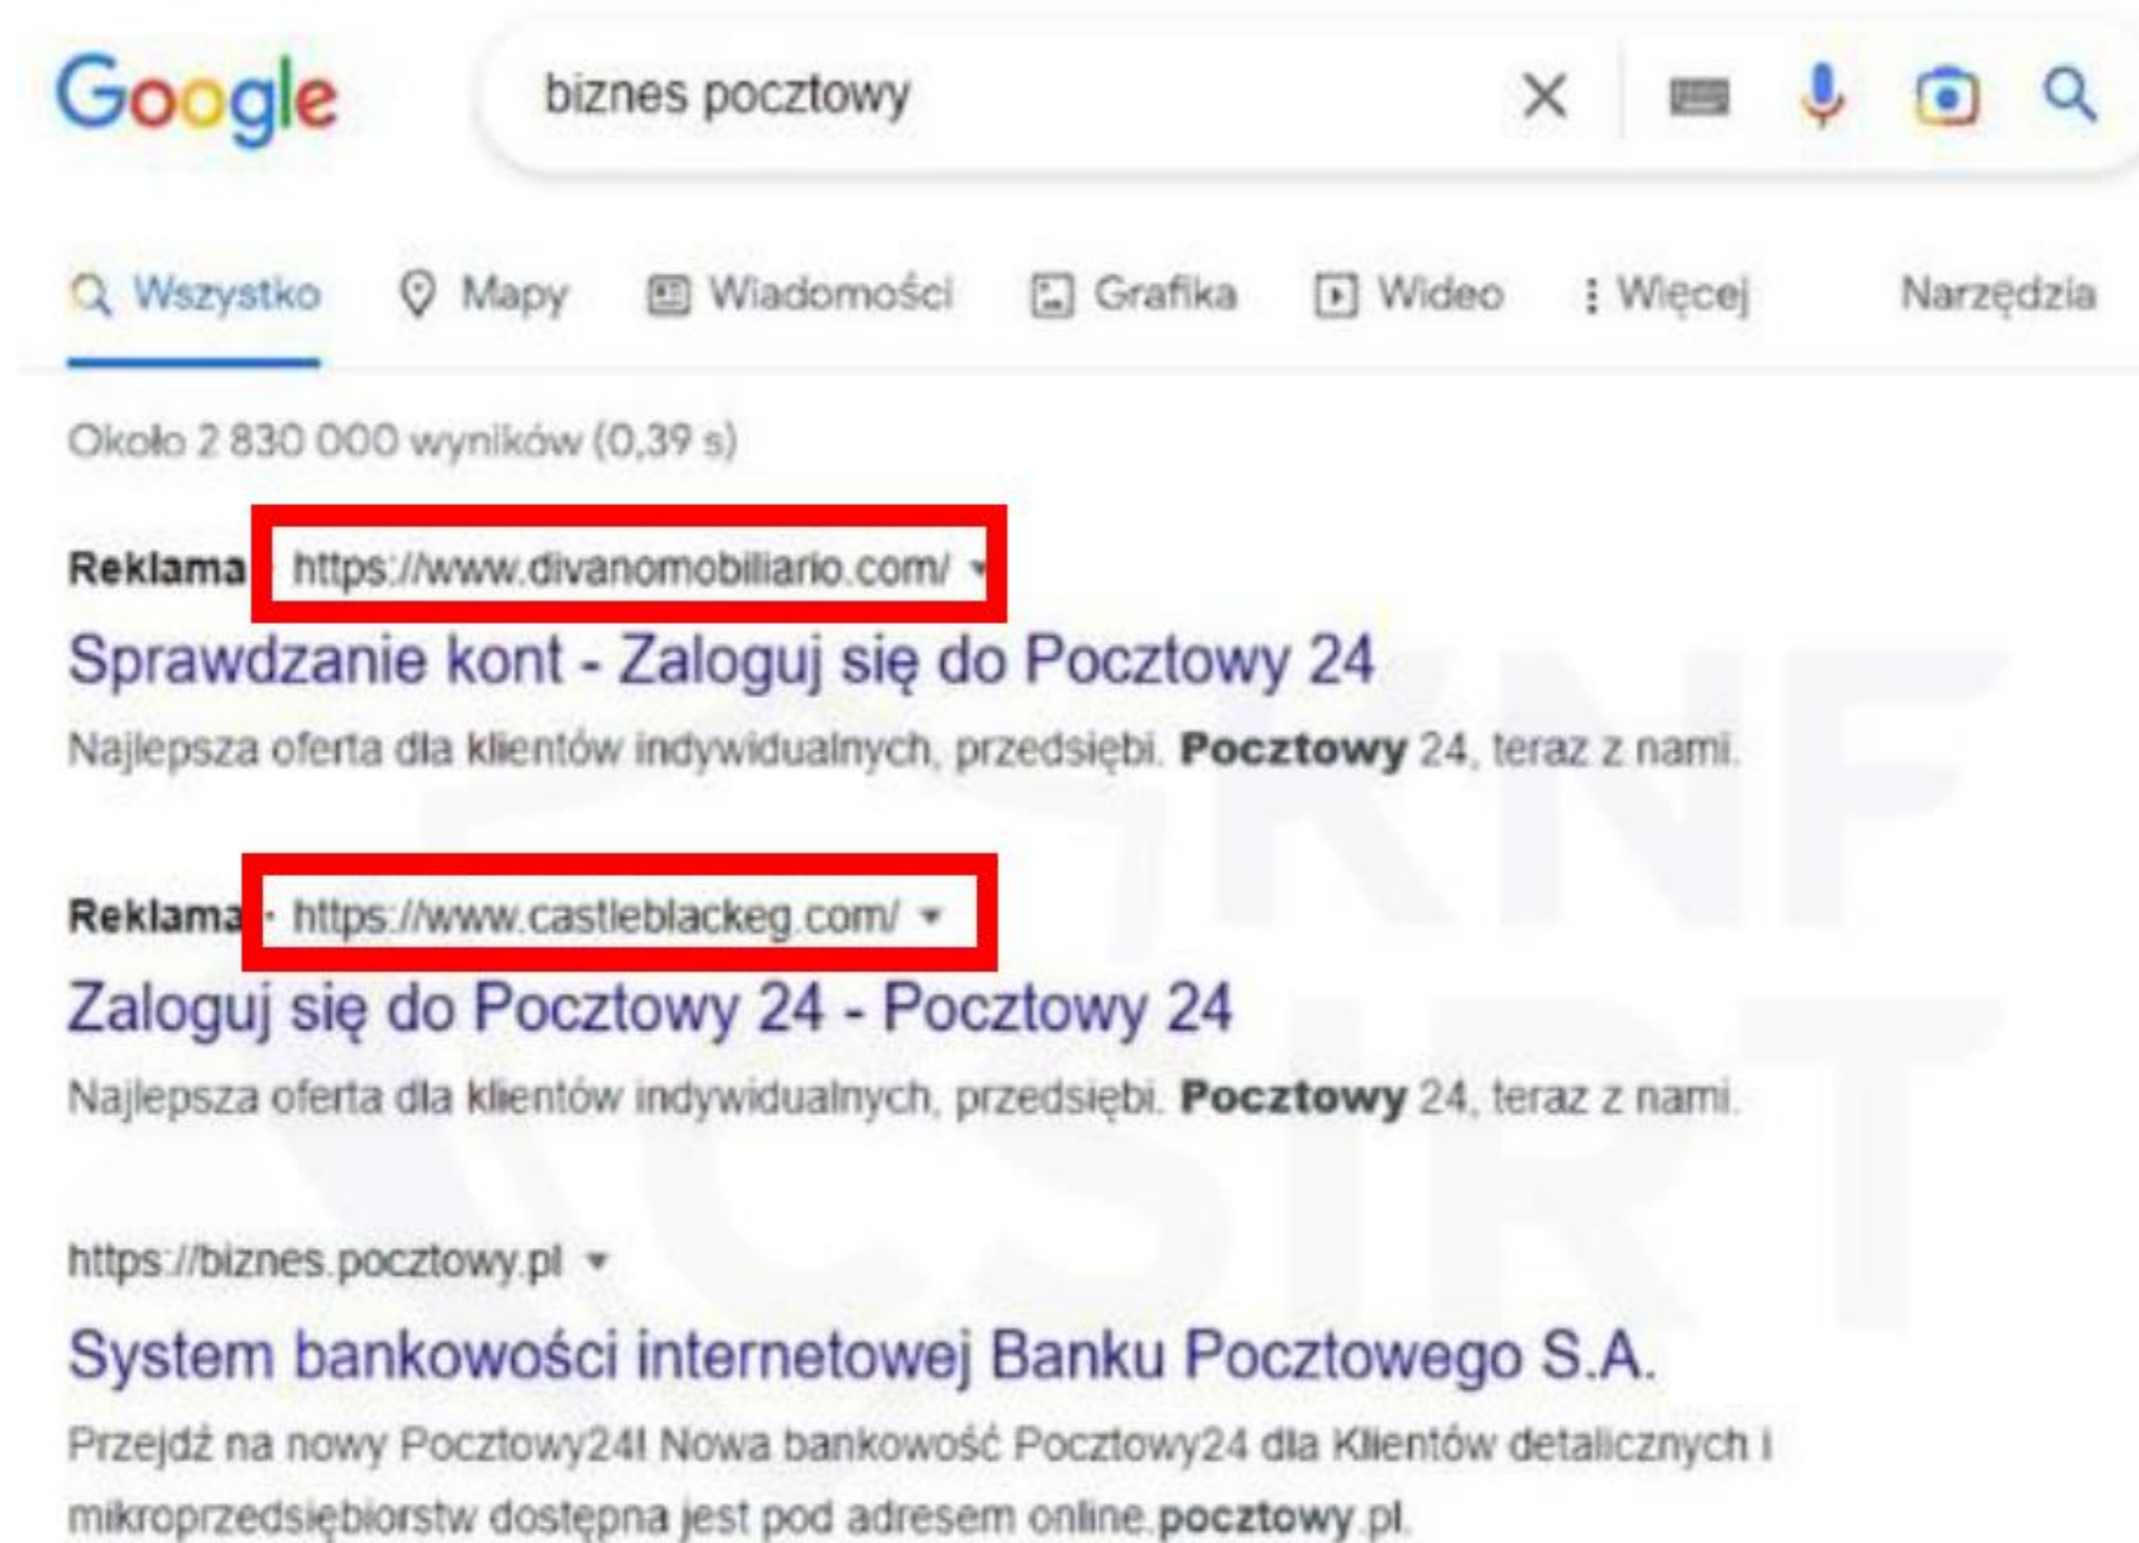 Google
biznes pocztowy
Wszystko Mapy Wiadomości Grafika Wideo Więcej Narzędzia
Około 2 830 000 wyników (0,39 s)
Reklama · https://www.divanomobiliario.com/
Sprawdzanie kont - Zaloguj się do Pocztowy 24
Najlepsza oferta dla klientów indywidualnych, przedsiębi. Pocztowy 24, teraz z nami.
Reklama · https://www.castleblackeg.com/
Zaloguj się do Pocztowy 24 - Pocztowy 24
Najlepsza oferta dla klientów indywidualnych, przedsiębi. Pocztowy 24, teraz z nami.
https://biznes.pocztowy.pl
System bankowości internetowej Banku Pocztowego S.A.
Przejdź na nowy Pocztowy24! Nowa bankowość Pocztowy24 dla Klientów detalicznych i
mikroprzedsiębiorstw dostępna jest pod adresem online.pocztowy.pl.
KNF
CSIRT